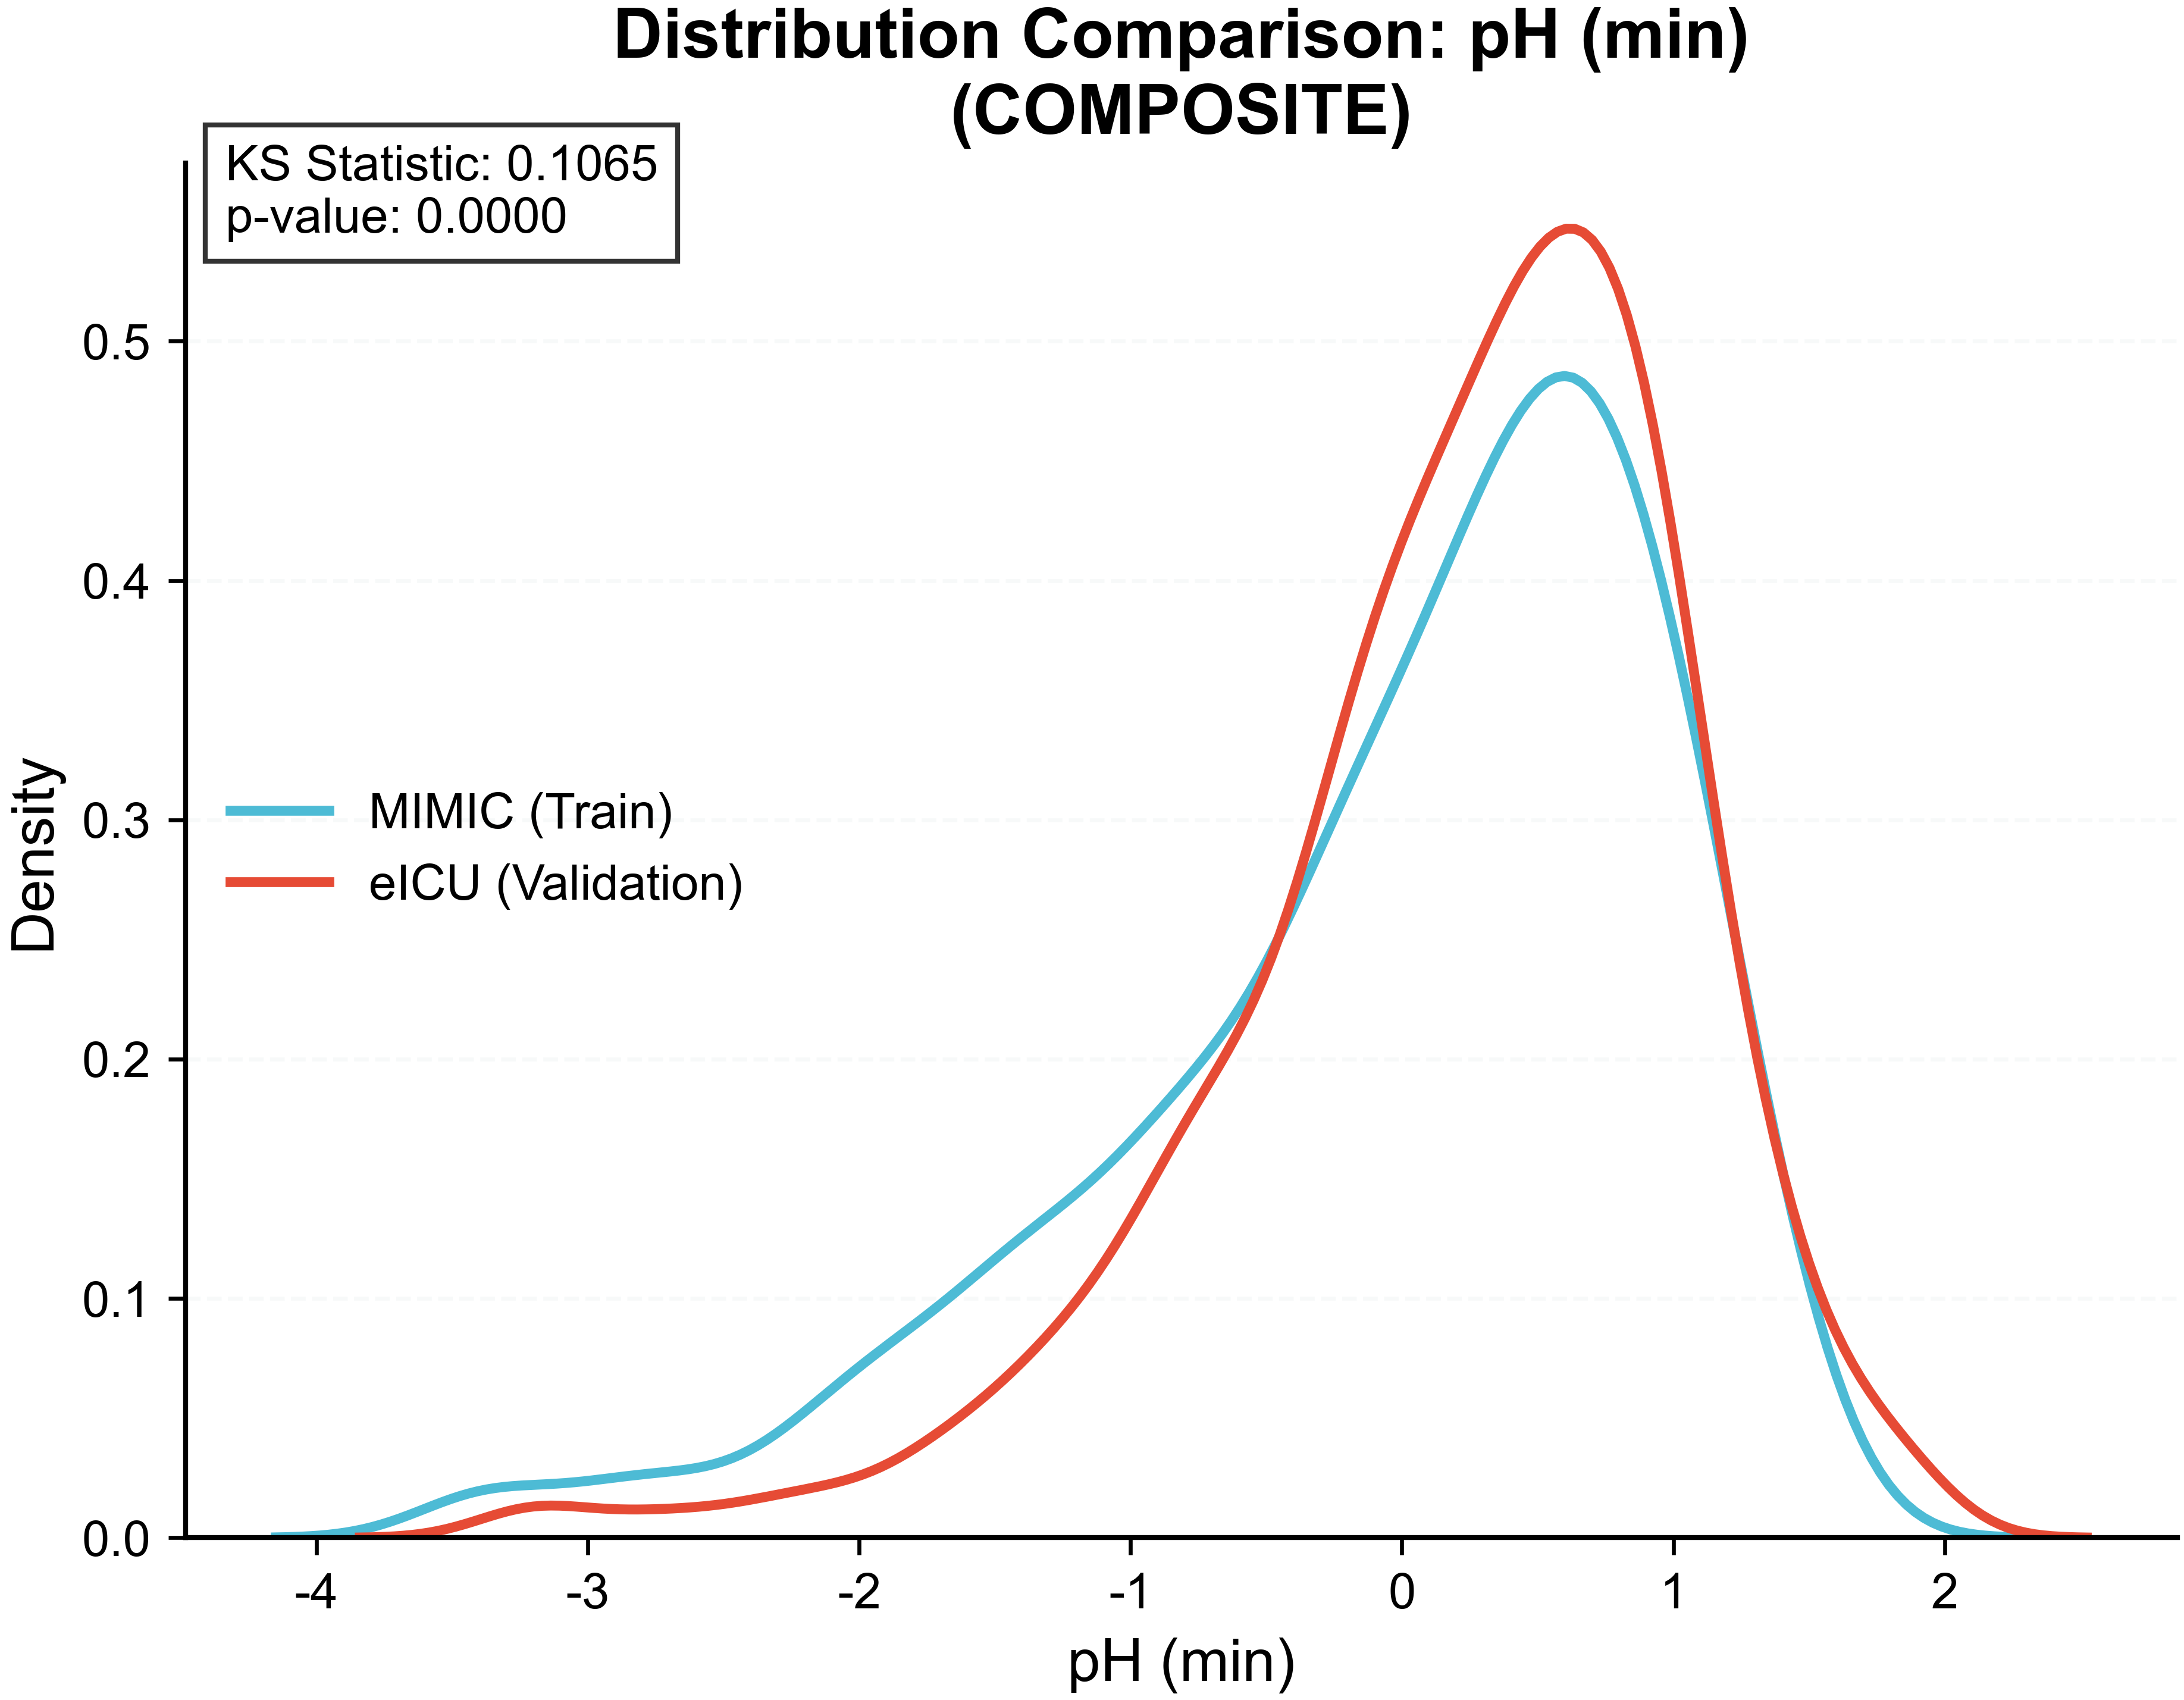 Distribution Comparison: pH (min)
(COMPOSITE)
KS Statistic: 0.1065
p-value: 0.0000
0.5
0.4
0.3
0.2
0.1
0.0
Density
MIMIC (Train)
eICU (Validation)
-4
-3
-2
-1
0
1
2
pH (min)